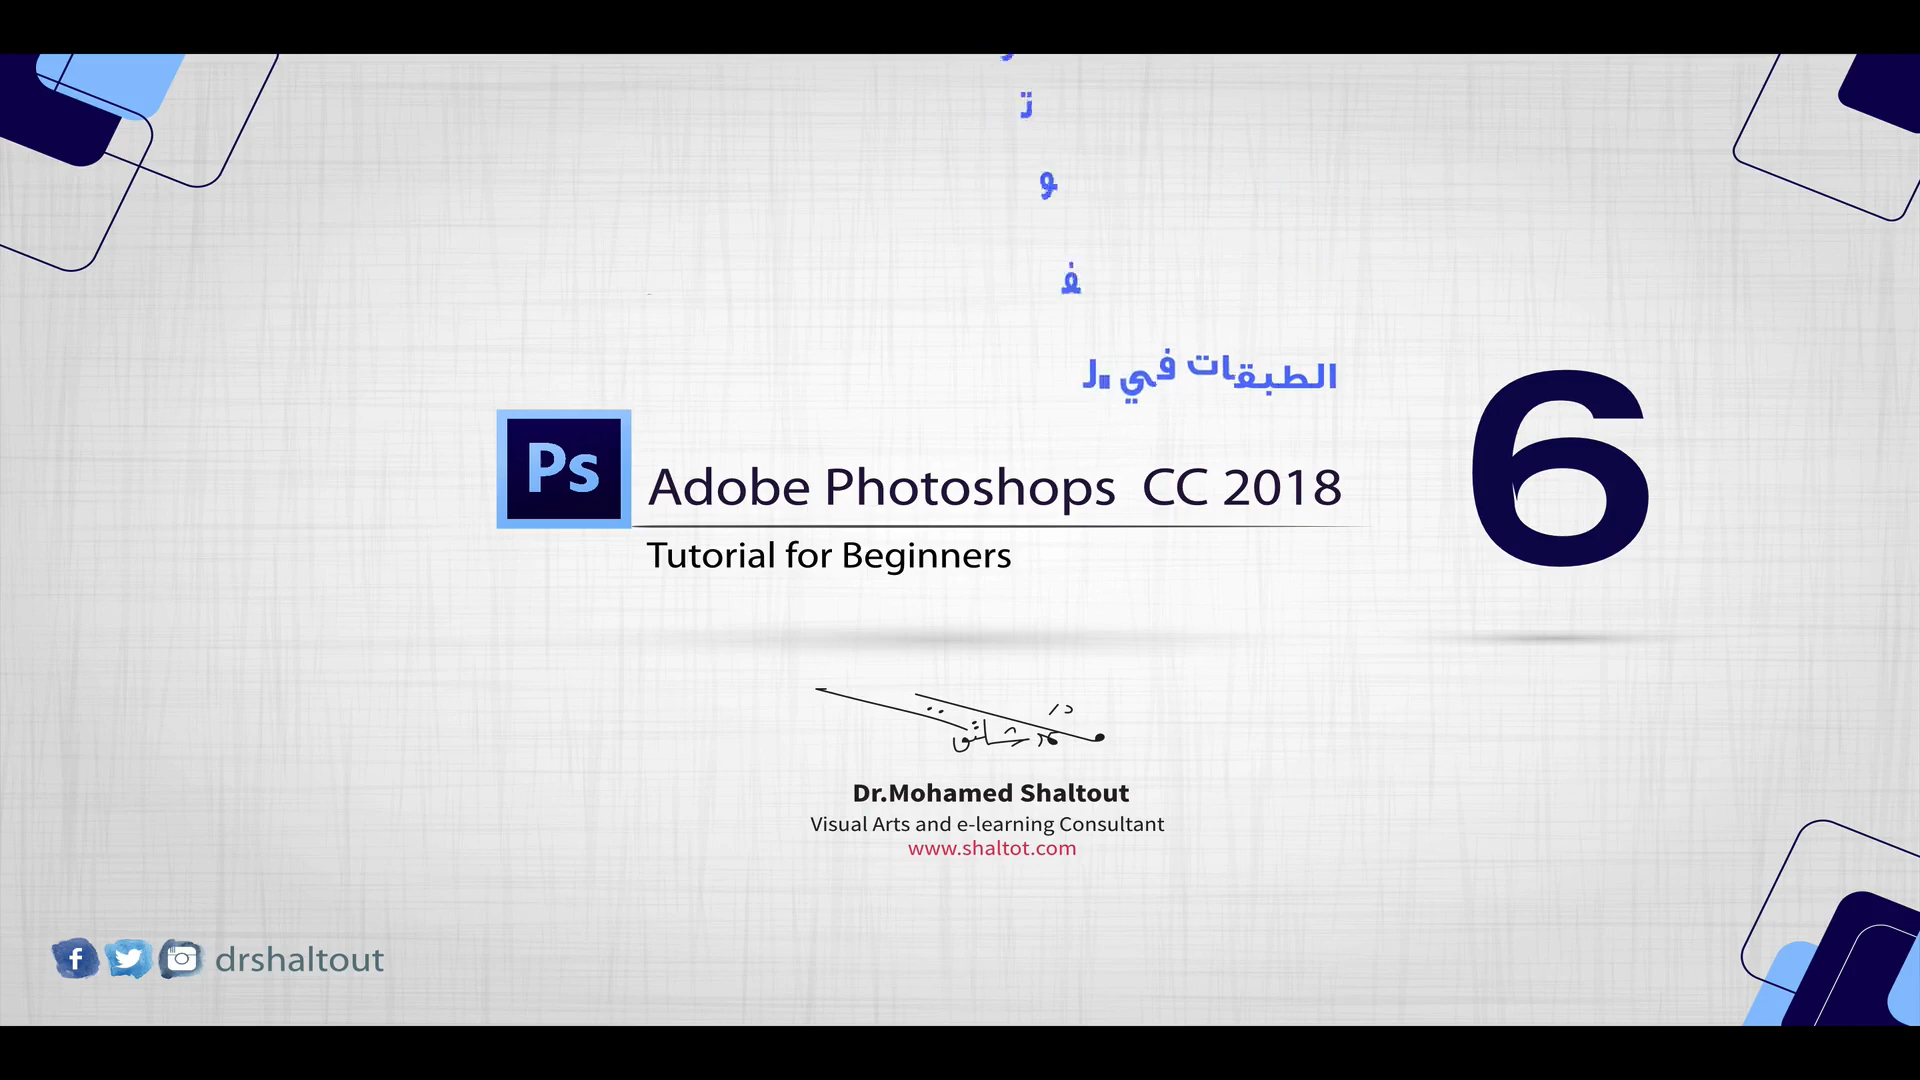 و
ت
و
ف
الطبقات في
6
Ps
Adobe Photoshops CC 2018
Tutorial for Beginners
Dr.Mohamed Shaltout
Visual Arts and e-learning Consultant
www.shaltot.com
drshaltout